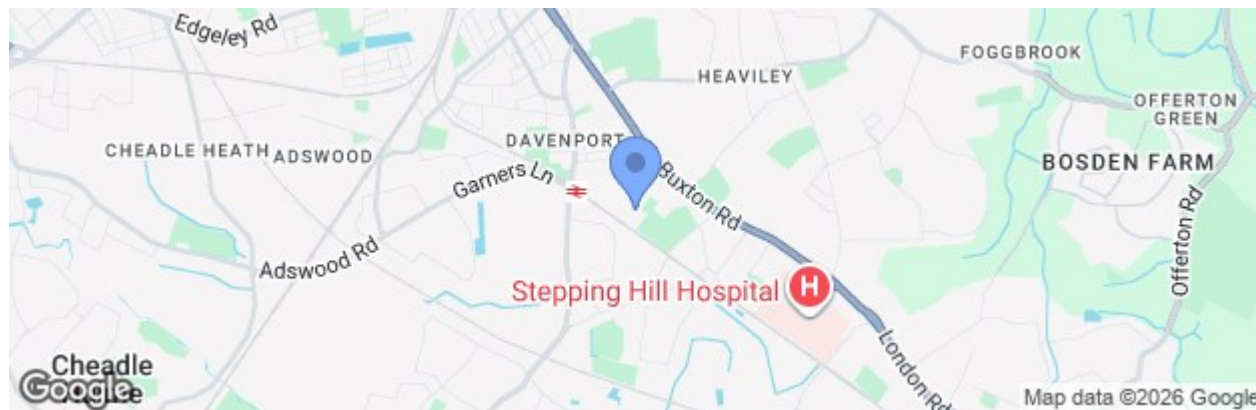 Edgeley Rd
FOGGBROOK
HEAVILEY
OFFERTON
GREEN
DAVENPORT
CHEADLE HEATH
ADSWOOD
BOSDEN FARM
Garners Ln
Buxton Rd
Offerton Rd
Adswood Rd
Stepping Hill Hospital
H
London Rd
Cheadle
Google
Map data ©2026 Google